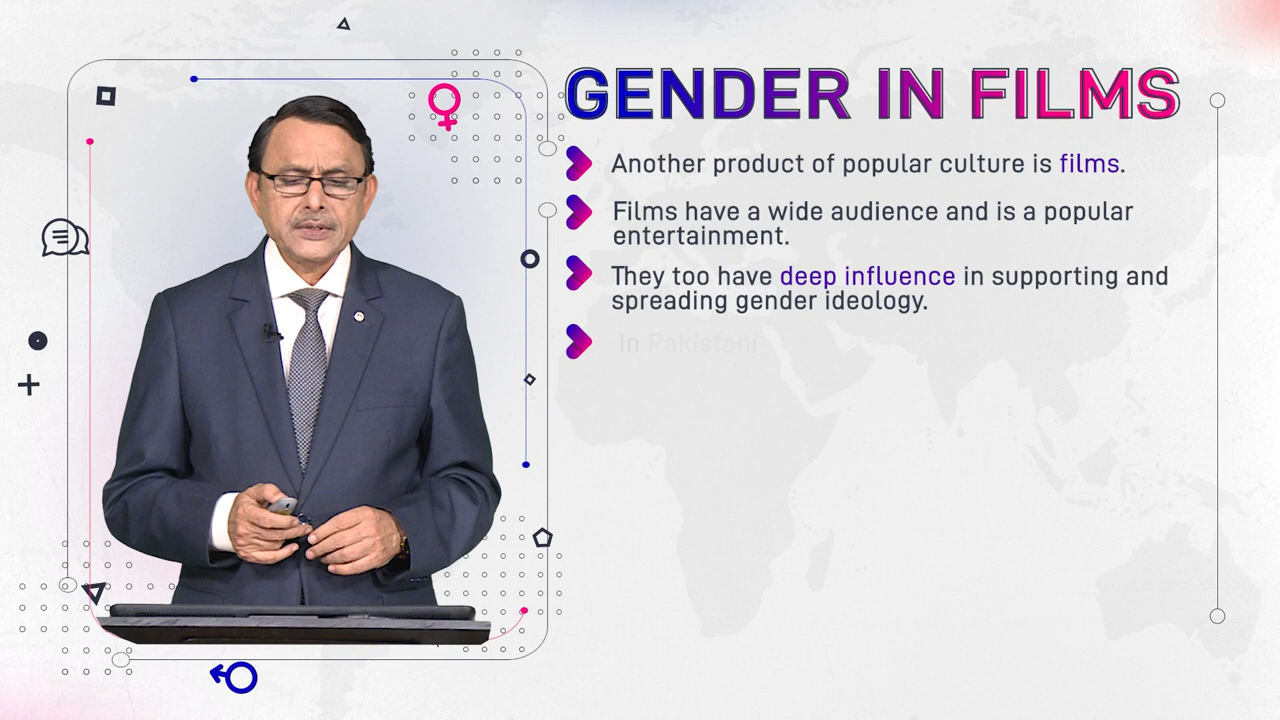 GENDER IN FILMS
Another product of popular culture is films.
Films have a wide audience and is a popular
entertainment.
They too have deep influence in supporting and
spreading gender ideology.
In Pakistani